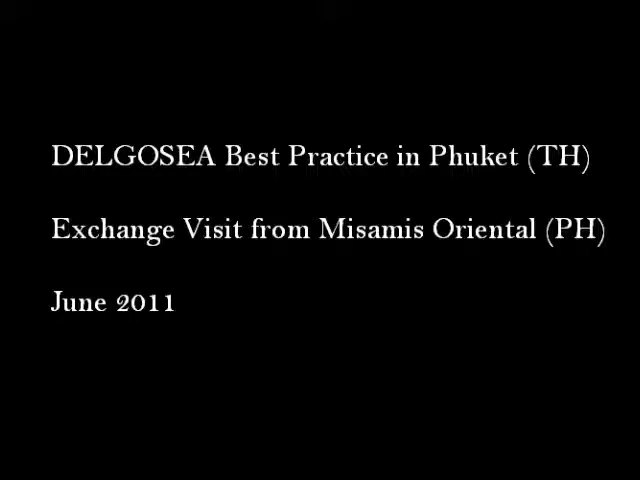 DELGOSEA Best Practice in Phuket (TH)
Exchange Visit from Misamis Oriental (PH)
June 2011